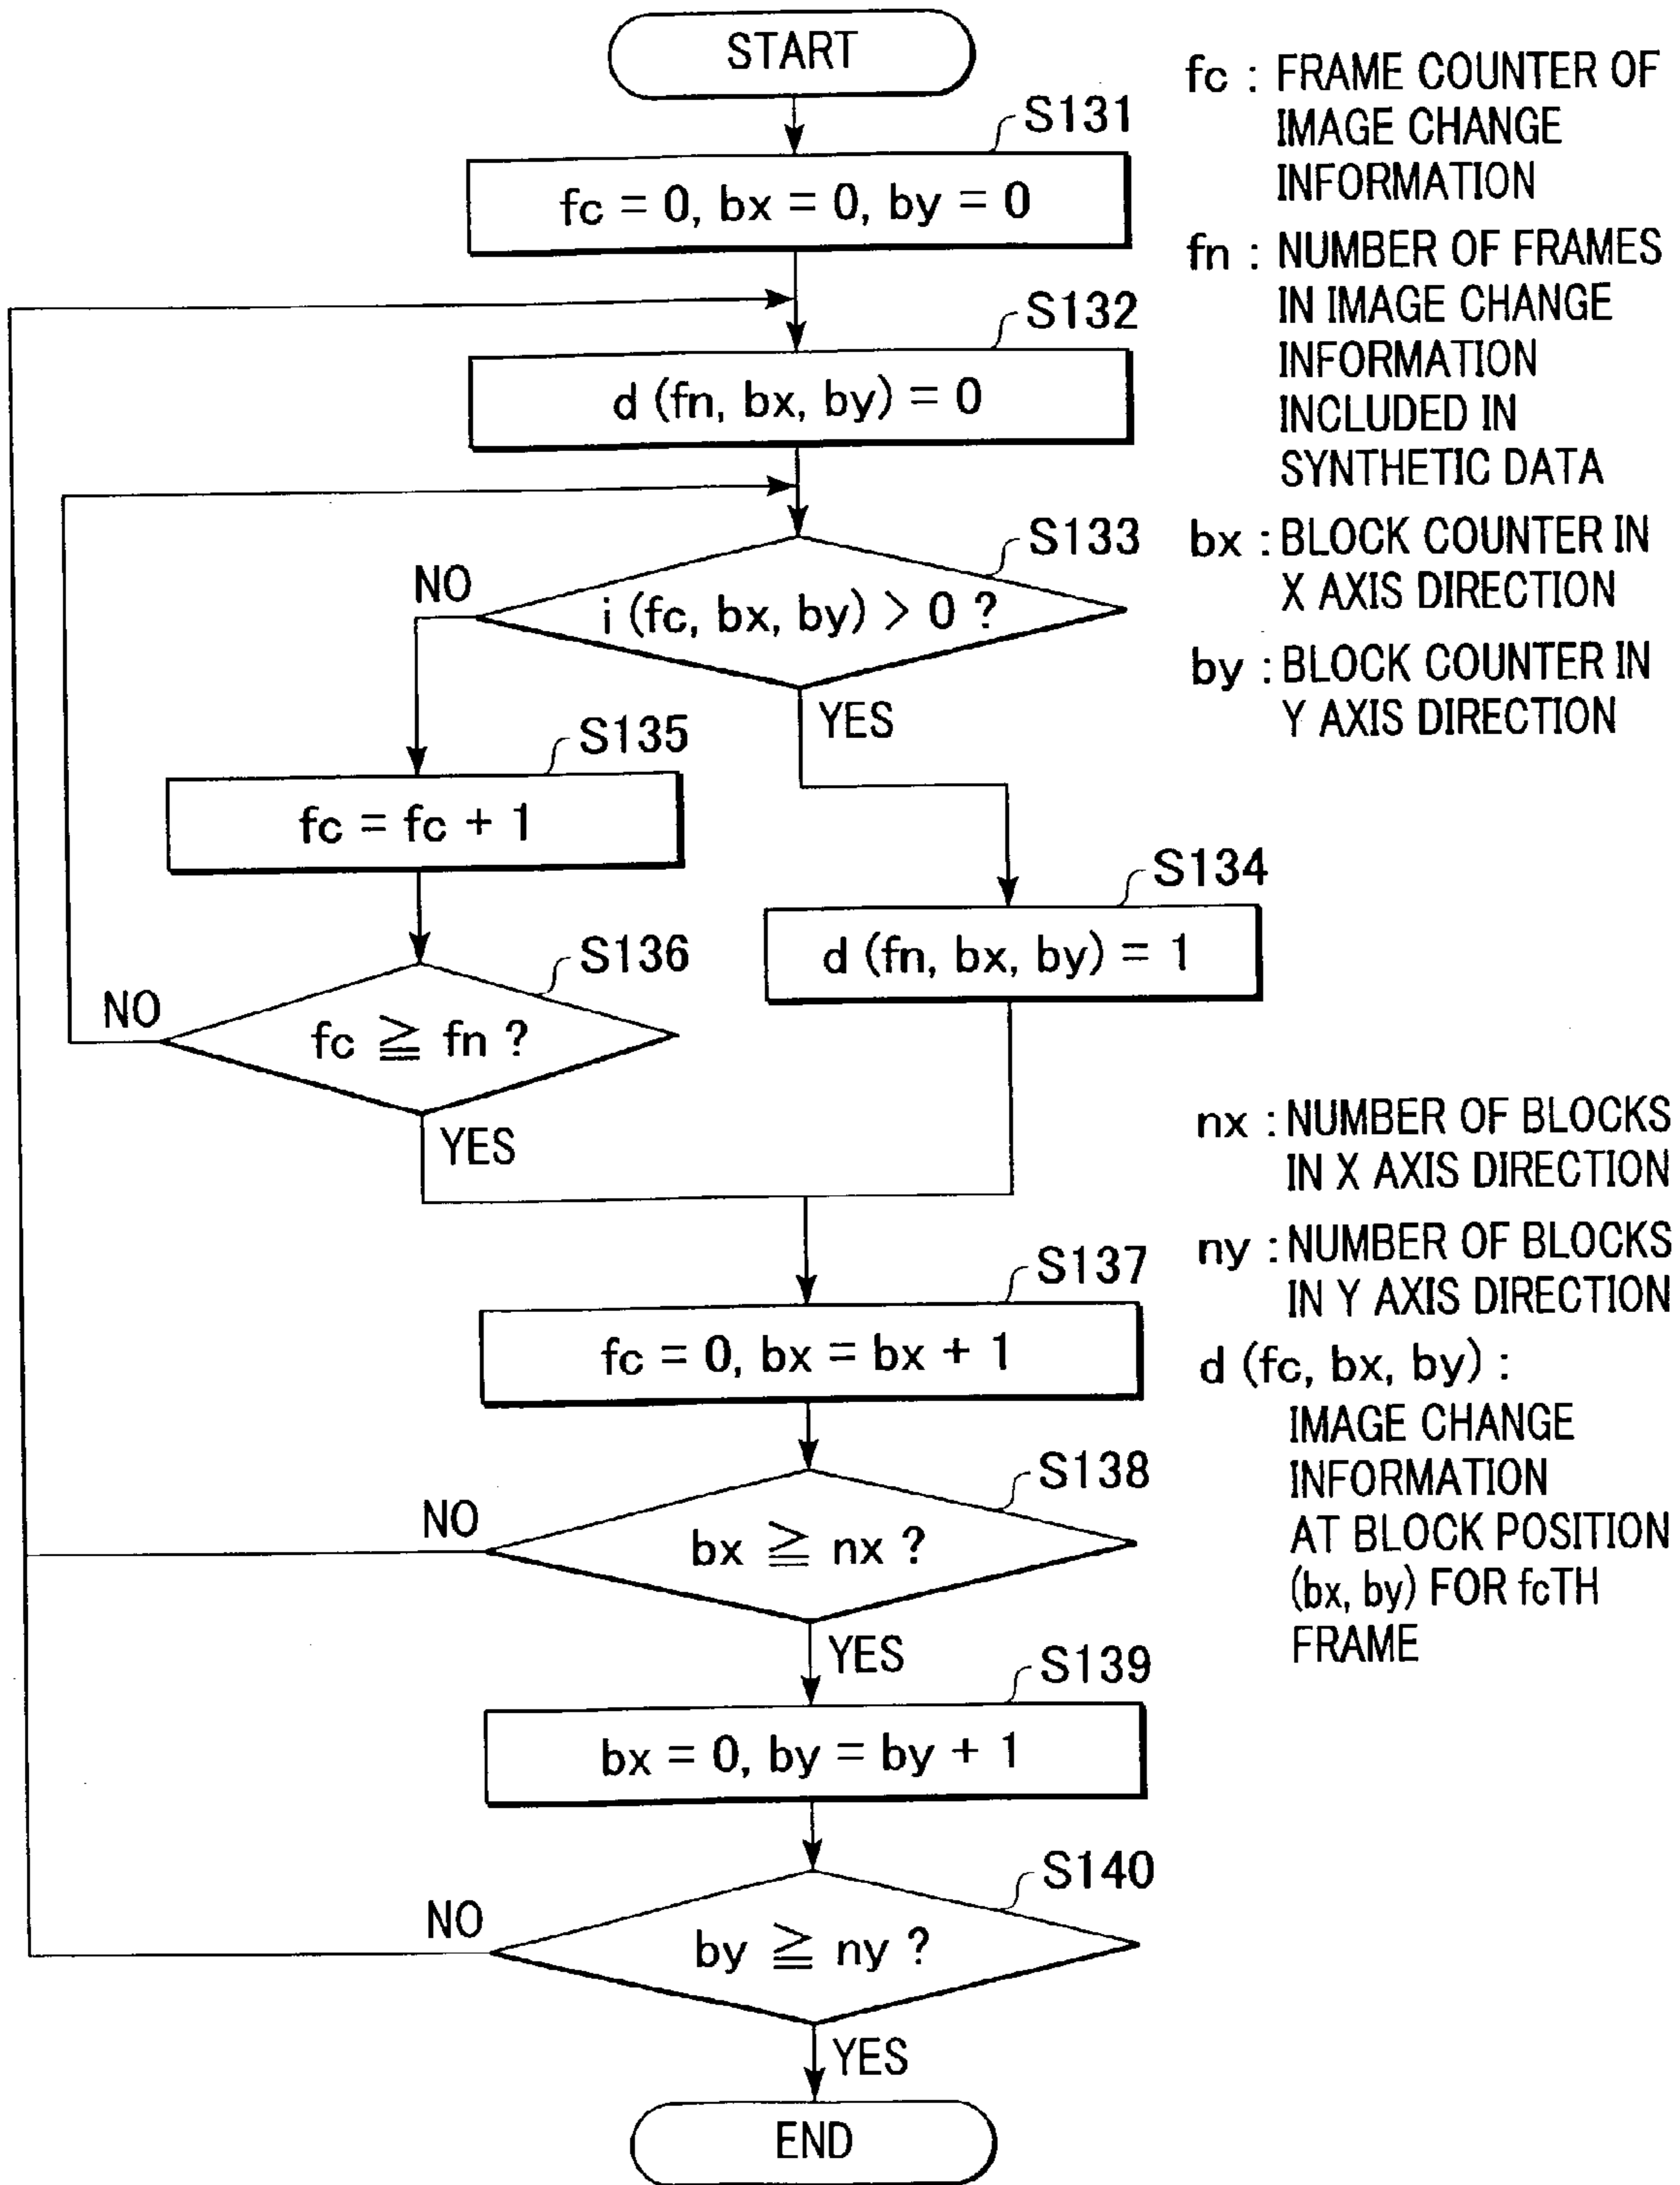 START
S131
fc = 0, bx = 0, by = 0
S132
d (fn, bx, by) = 0
S133
i (fc, bx, by) > 0 ?
NO
YES
S135
fc = fc + 1
S134
d (fn, bx, by) = 1
S136
fc ≧ fn ?
NO
YES
S137
fc = 0, bx = bx + 1
S138
bx ≧ nx ?
NO
YES
S139
bx = 0, by = by + 1
S140
by ≧ ny ?
NO
YES
END
fc : FRAME COUNTER OF
IMAGE CHANGE
INFORMATION
fn : NUMBER OF FRAMES
IN IMAGE CHANGE
INFORMATION
INCLUDED IN
SYNTHETIC DATA
bx : BLOCK COUNTER IN
X AXIS DIRECTION
by : BLOCK COUNTER IN
Y AXIS DIRECTION
nx : NUMBER OF BLOCKS
IN X AXIS DIRECTION
ny : NUMBER OF BLOCKS
IN Y AXIS DIRECTION
d (fc, bx, by) :
IMAGE CHANGE
INFORMATION
AT BLOCK POSITION
(bx, by) FOR fcTH
FRAME